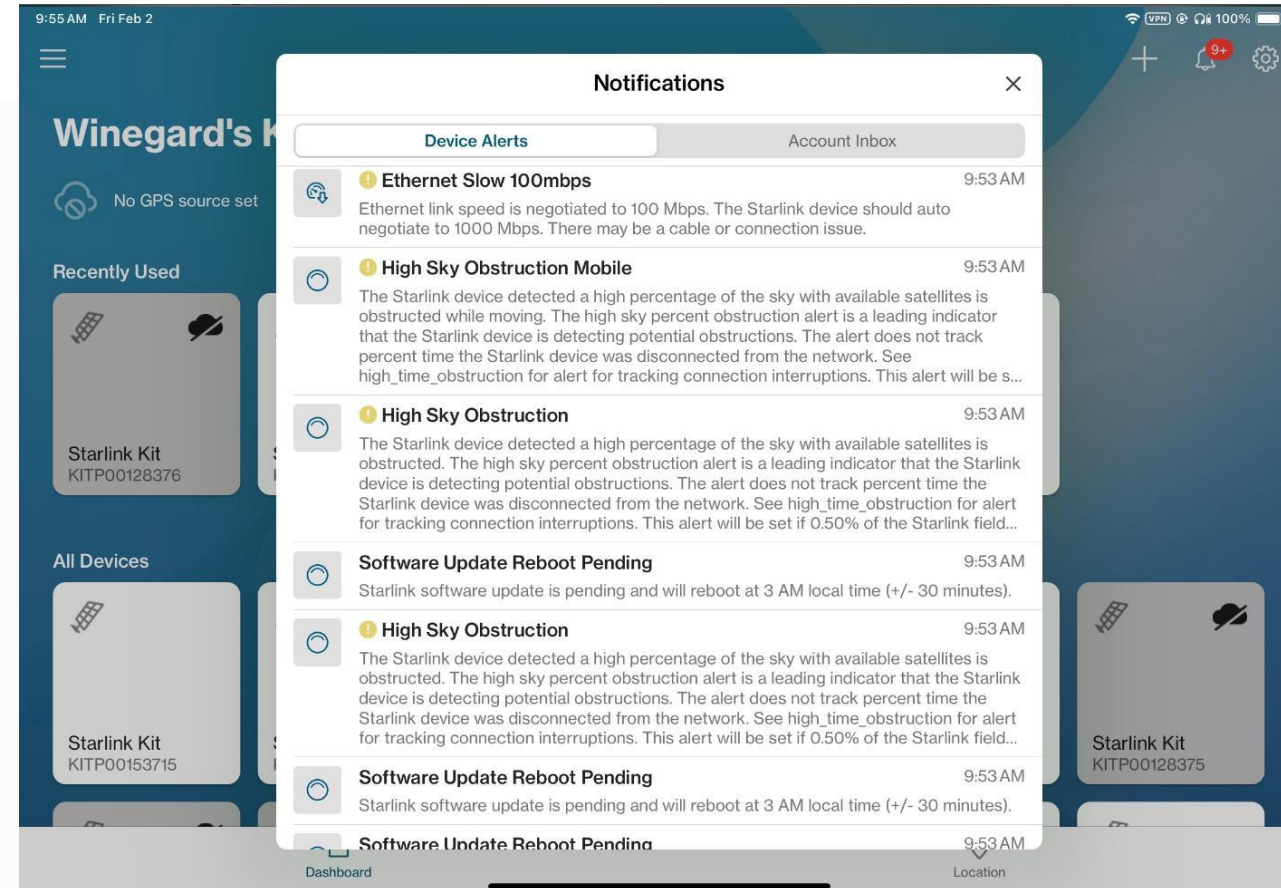 9:55 AM Fri Feb 2
VPN
100%
9+
Notifications
Winegard's
Device Alerts
Account Inbox
No GPS source set
Ethernet Slow 100mbps
9:53 AM
Ethernet link speed is negotiated to 100 Mbps. The Starlink device should auto
negotiate to 1000 Mbps. There may be a cable or connection issue.
Recently Used
High Sky Obstruction Mobile
9:53 AM
The Starlink device detected a high percentage of the sky with available satellites is
obstructed while moving. The high sky percent obstruction alert is a leading indicator
that the Starlink device is detecting potential obstructions. The alert does not track
percent time the Starlink device was disconnected from the network. See
high_time_obstruction for alert for tracking connection interruptions. This alert will be s...
Starlink Kit
KITP00128376
High Sky Obstruction
9:53 AM
The Starlink device detected a high percentage of the sky with available satellites is
obstructed. The high sky percent obstruction alert is a leading indicator that the Starlink
device is detecting potential obstructions. The alert does not track percent time the
Starlink device was disconnected from the network. See high_time_obstruction for alert
for tracking connection interruptions. This alert will be set if 0.50% of the Starlink field...
All Devices
Software Update Reboot Pending
9:53 AM
Starlink software update is pending and will reboot at 3 AM local time (+/- 30 minutes).
High Sky Obstruction
9:53 AM
The Starlink device detected a high percentage of the sky with available satellites is
obstructed. The high sky percent obstruction alert is a leading indicator that the Starlink
device is detecting potential obstructions. The alert does not track percent time the
Starlink device was disconnected from the network. See high_time_obstruction for alert
for tracking connection interruptions. This alert will be set if 0.50% of the Starlink field...
Starlink Kit
KITP00153715
Starlink Kit
KITP00128375
Software Update Reboot Pending
9:53 AM
Starlink software update is pending and will reboot at 3 AM local time (+/- 30 minutes).
Software Update Reboot Pending
9:53 AM
Dashboard
Location